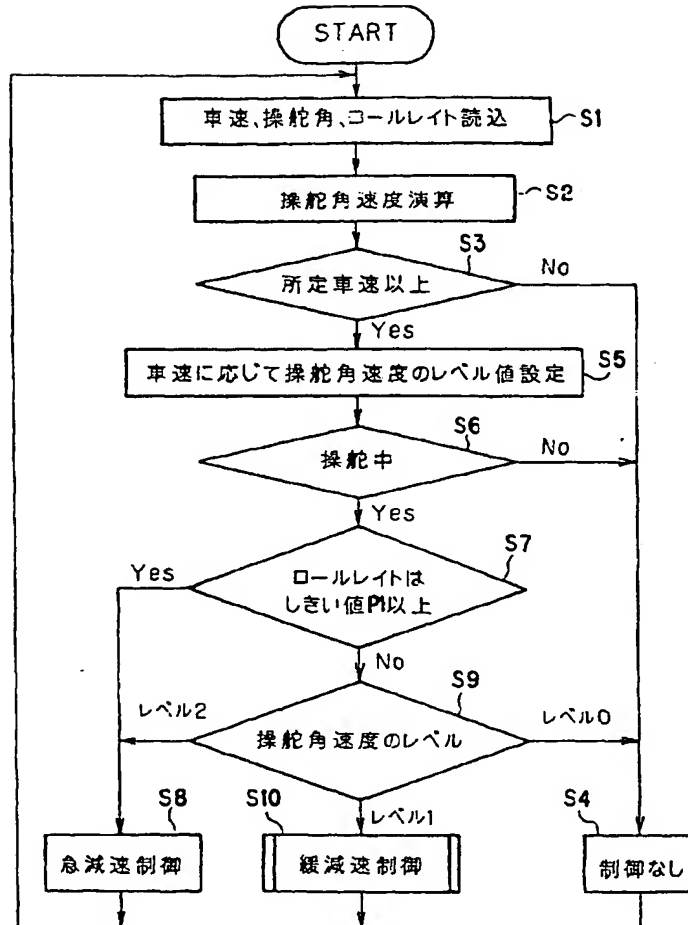 START
車速、操舵角、ロールレイト読込
S1
操舵角速度演算
S2
S3
所定車速以上
No
Yes
車速に応じて操舵角速度のレベル値設定
S5
S6
操舵中
No
Yes
S7
Yes
ロールレイトは
しきい値P1以上
No
S9
レベル2
操舵角速度のレベル
レベル0
S8
S10
レベル1
S4
急減速制御
緩減速制御
制御なし